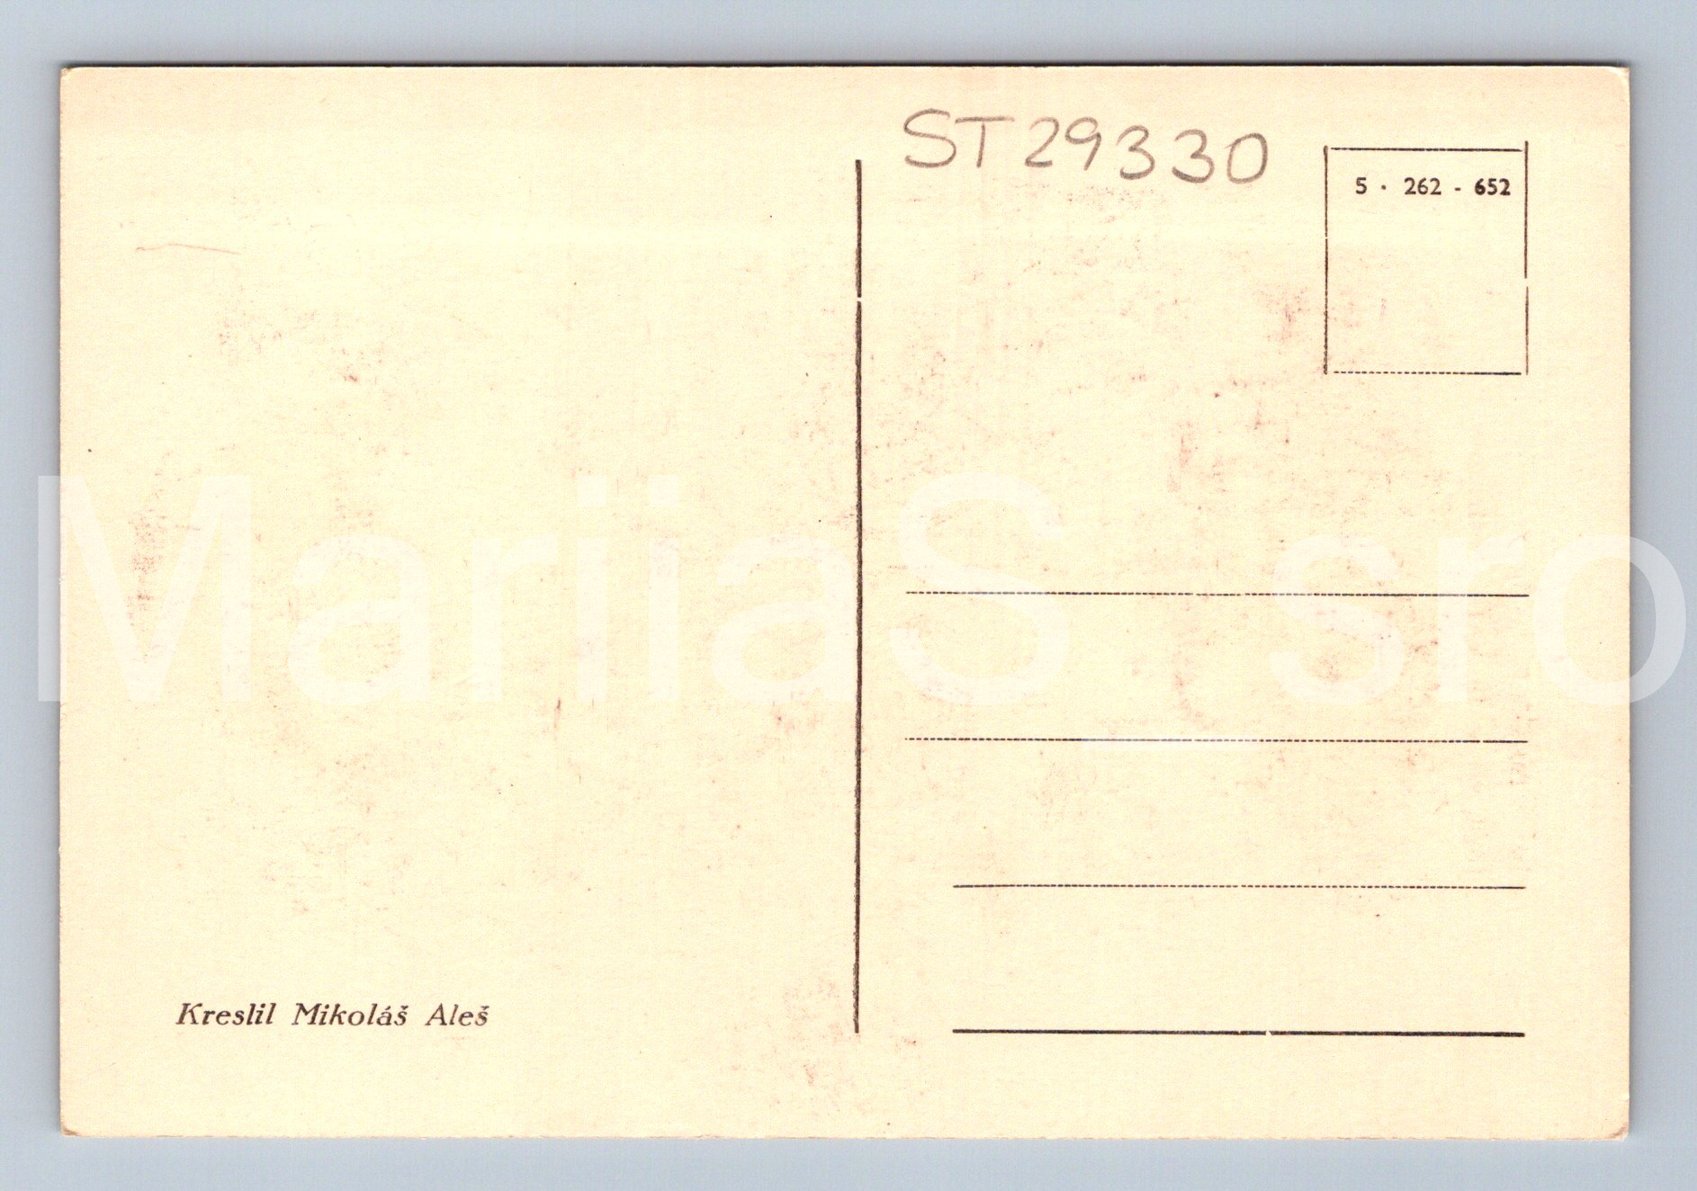 ST29330
5 · 262 - 652
MariiaS sro
Kreslil Mikoláš Aleš